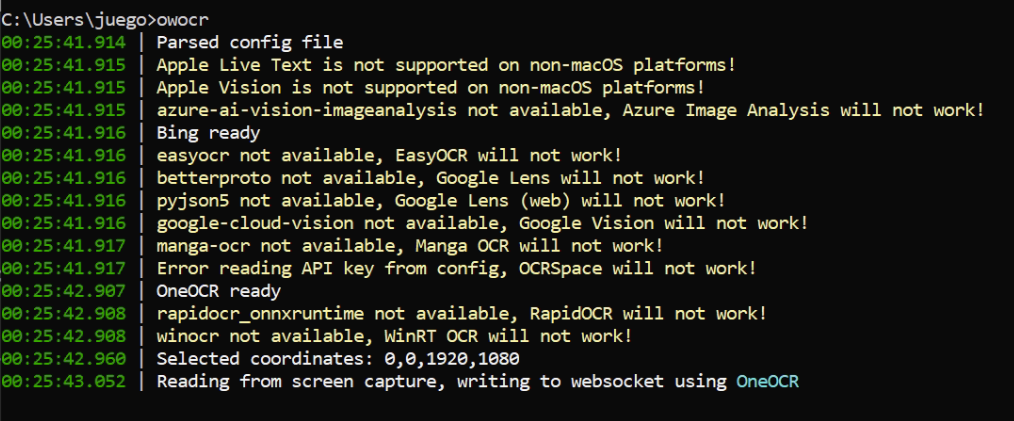 C:\Users\juego>owocr
00:25:41.914 | Parsed config file
00:25:41.915 | Apple Live Text is not supported on non-macOS platforms!
00:25:41.915 | Apple Vision is not supported on non-macOS platforms!
00:25:41.915 | azure-ai-vision-imageanalysis not available, Azure Image Analysis will not work!
00:25:41.916 | Bing ready
00:25:41.916 | easyocr not available, EasyOCR will not work!
00:25:41.916 | betterproto not available, Google Lens will not work!
00:25:41.916 | pyjson5 not available, Google Lens (web) will not work!
00:25:41.916 | google-cloud-vision not available, Google Vision will not work!
00:25:41.917 | manga-ocr not available, Manga OCR will not work!
00:25:41.917 | Error reading API key from config, OCRSpace will not work!
00:25:42.907 | OneOCR ready
00:25:42.908 | rapidocr_onnxruntime not available, RapidOCR will not work!
00:25:42.908 | winocr not available, WinRT OCR will not work!
00:25:42.960 | Selected coordinates: 0,0,1920,1080
00:25:43.052 | Reading from screen capture, writing to websocket using OneOCR